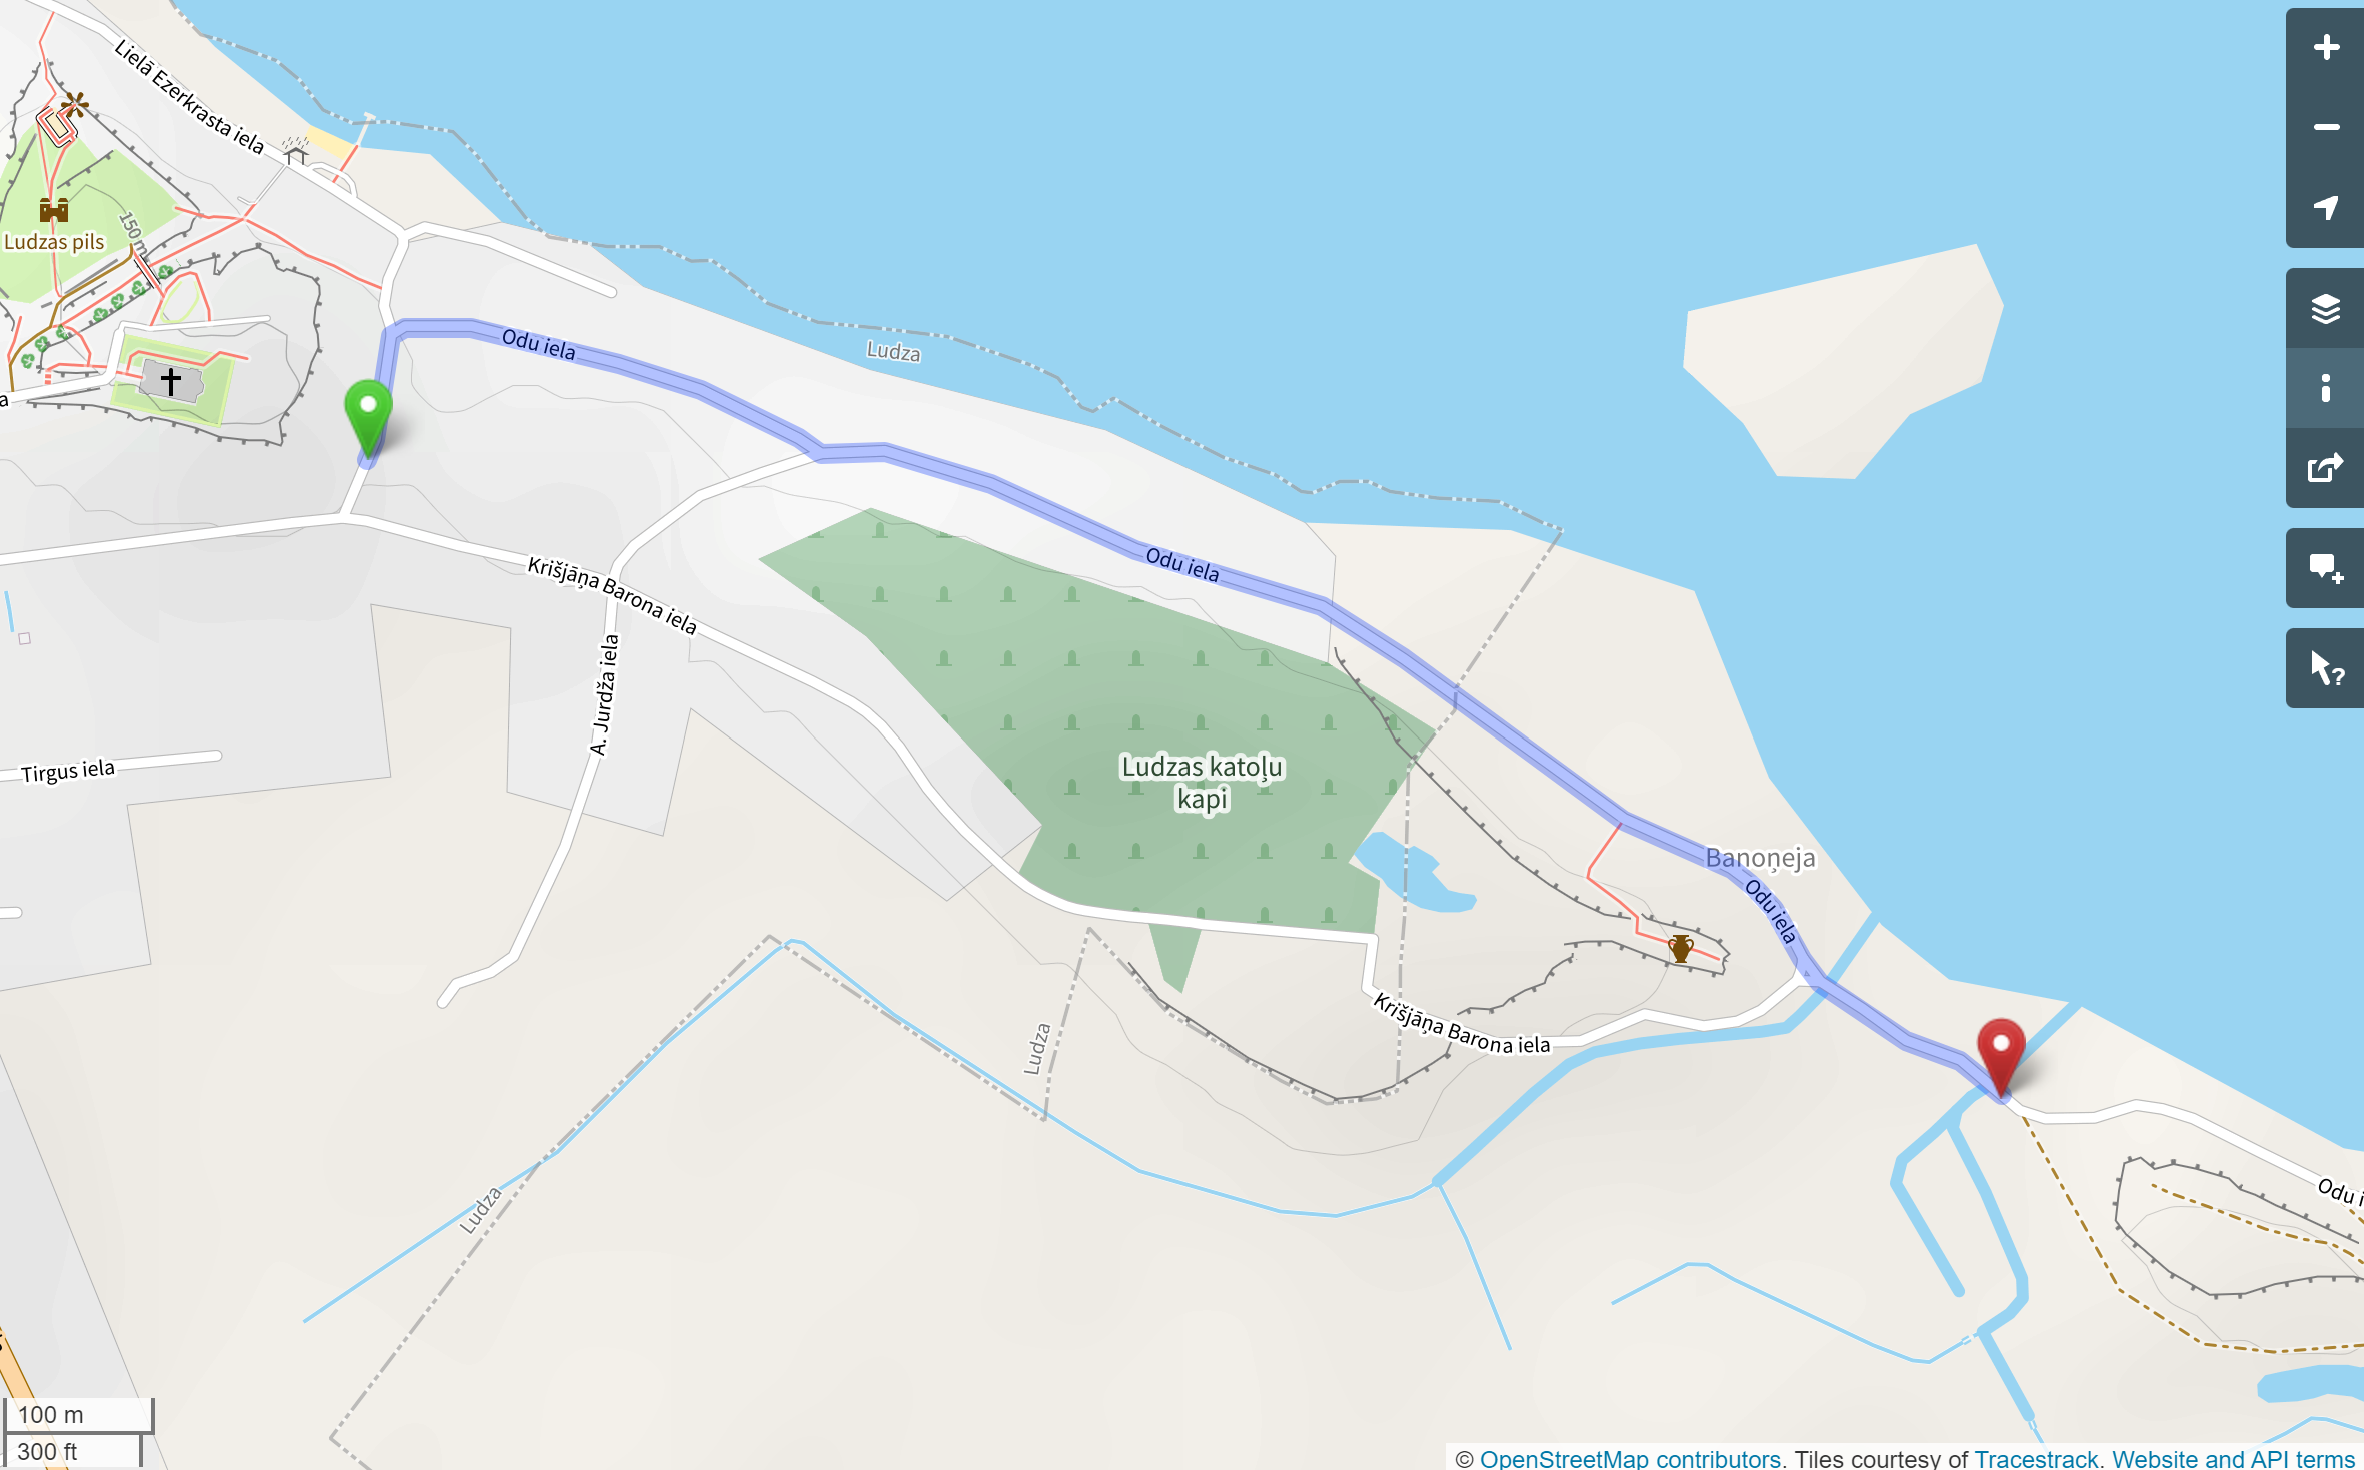 Lielā Ezerkrasta iela
150 m
Ludzas pils
Odu iela
Ludza
Odu iela
Krišjāņa Barona iela
A. Jurdža iela
Tirgus iela
Ludzas katoļu
kapi
Banoņeja
Odu iela
Krišjāņa Barona iela
Ludza
Ludza
Odu i
100 m
300 ft
© OpenStreetMap contributors. Tiles courtesy of Tracestrack. Website and API terms